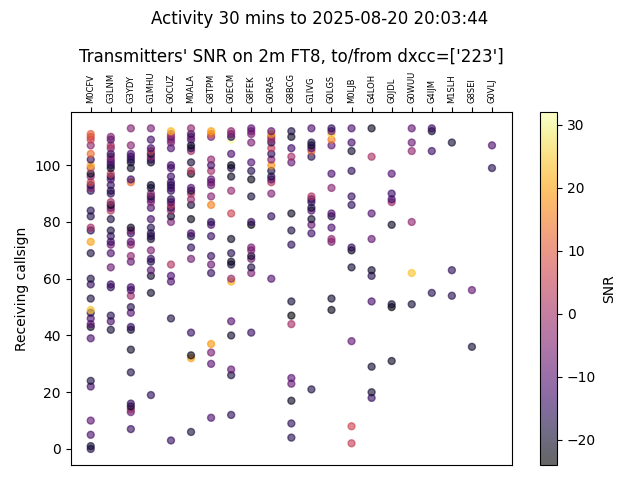 Activity 30 mins to 2025-08-20 20:03:44
Transmitters' SNR on 2m FT8, to/from dxcc=['223']
M0CFV G3LNM G3YDY G1MHU G0CUZ M0ALA G8TPM G0ECM G8FEK G0RAS G8BCG G1IVG G0LGS M0LJB G4LOH G0JDL G0WUU G4IJM M1SLH G8SEI G0VLJ
100
80
60
40
20
0
Receiving callsign
30
20
10
0
−10
−20
SNR